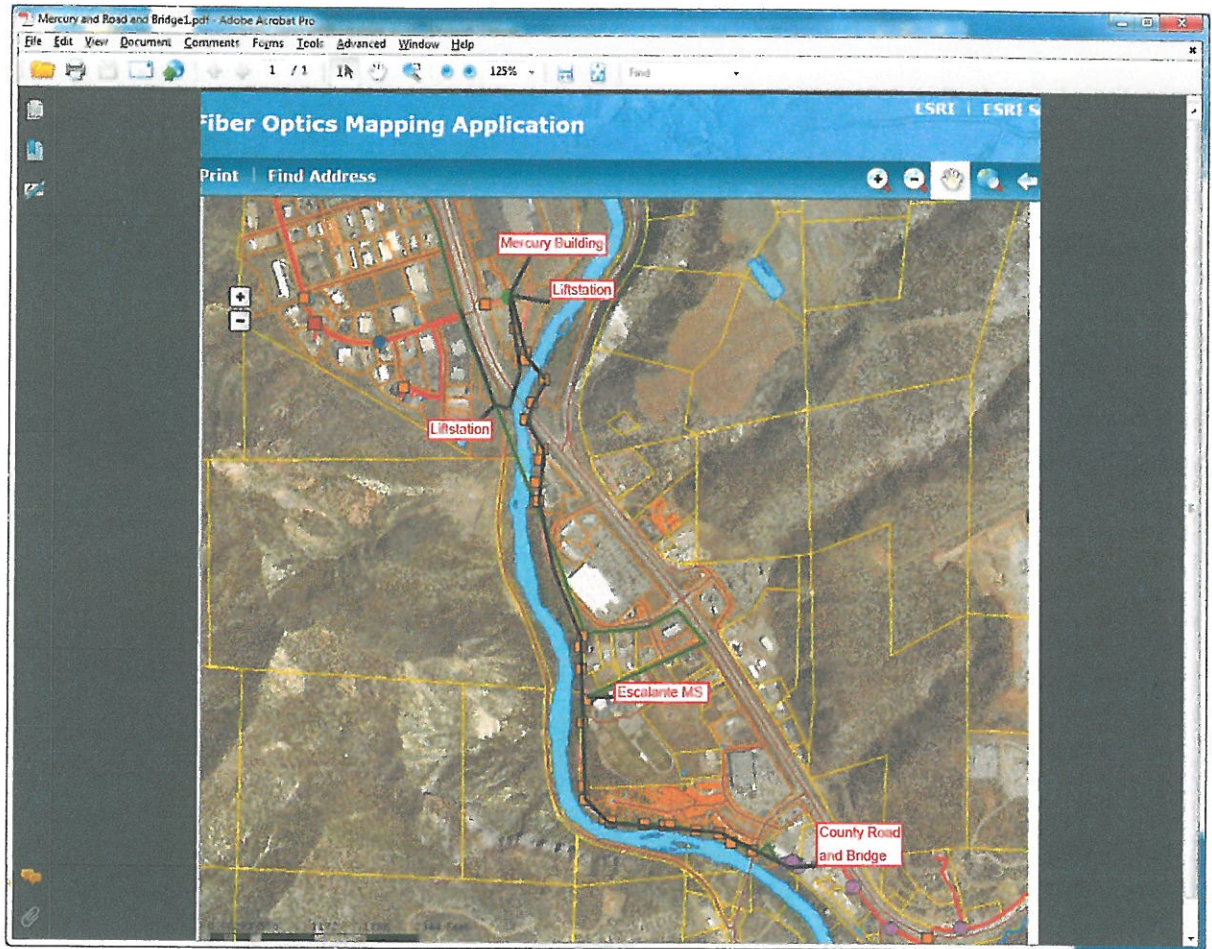 Mercury and Road and Bridge1.pdf - Adobe Acrobat Pro
File Edit View Document Comments Forms Tools Advanced Window Help
1 / 1 125% Find
ESRI | ESRI S
Fiber Optics Mapping Application
Print | Find Address
Mercury Building
Liftstation
Liftstation
Escalante MS
County Road
and Bridge